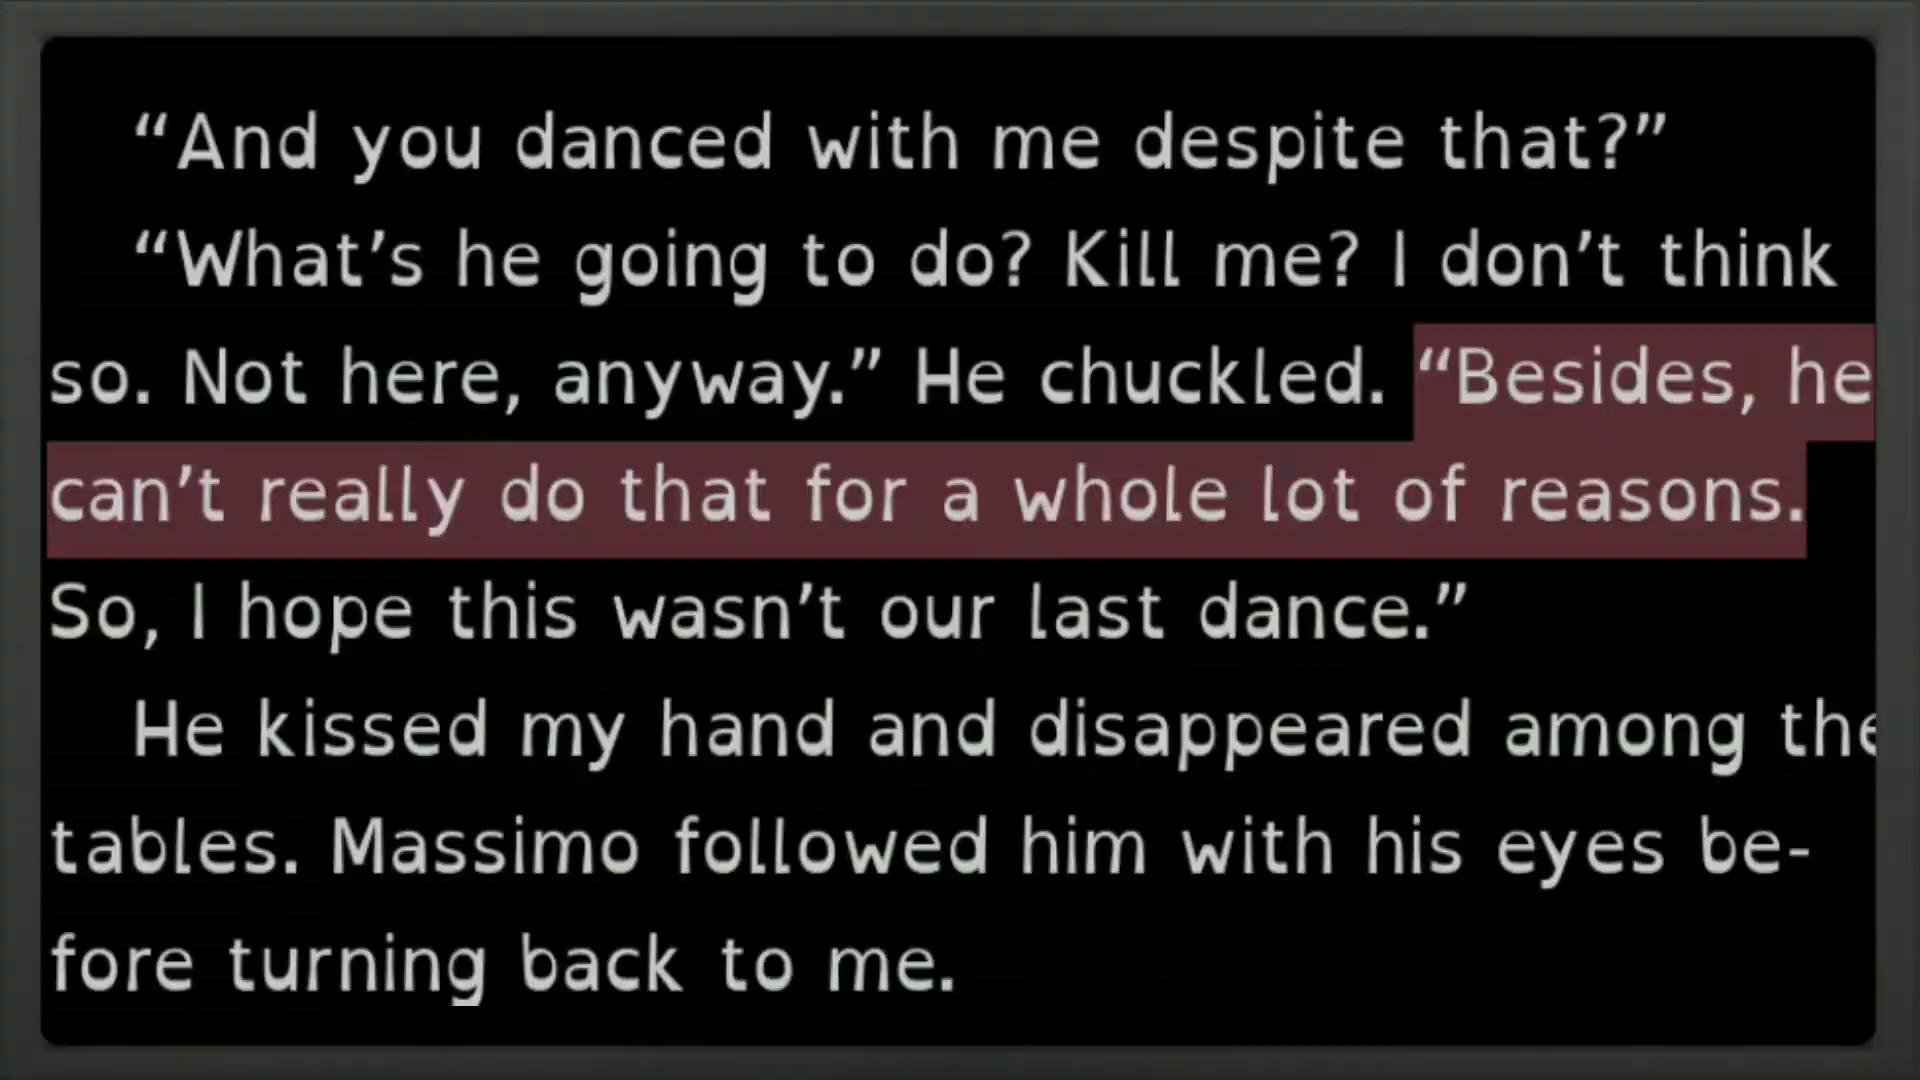 “And you danced with me despite that?”
“What’s he going to do? Kill me? I don’t think
so. Not here, anyway.” He chuckled. “Besides, he
can’t really do that for a whole lot of reasons.
So, I hope this wasn’t our last dance.”
He kissed my hand and disappeared among the
tables. Massimo followed him with his eyes be-
fore turning back to me.